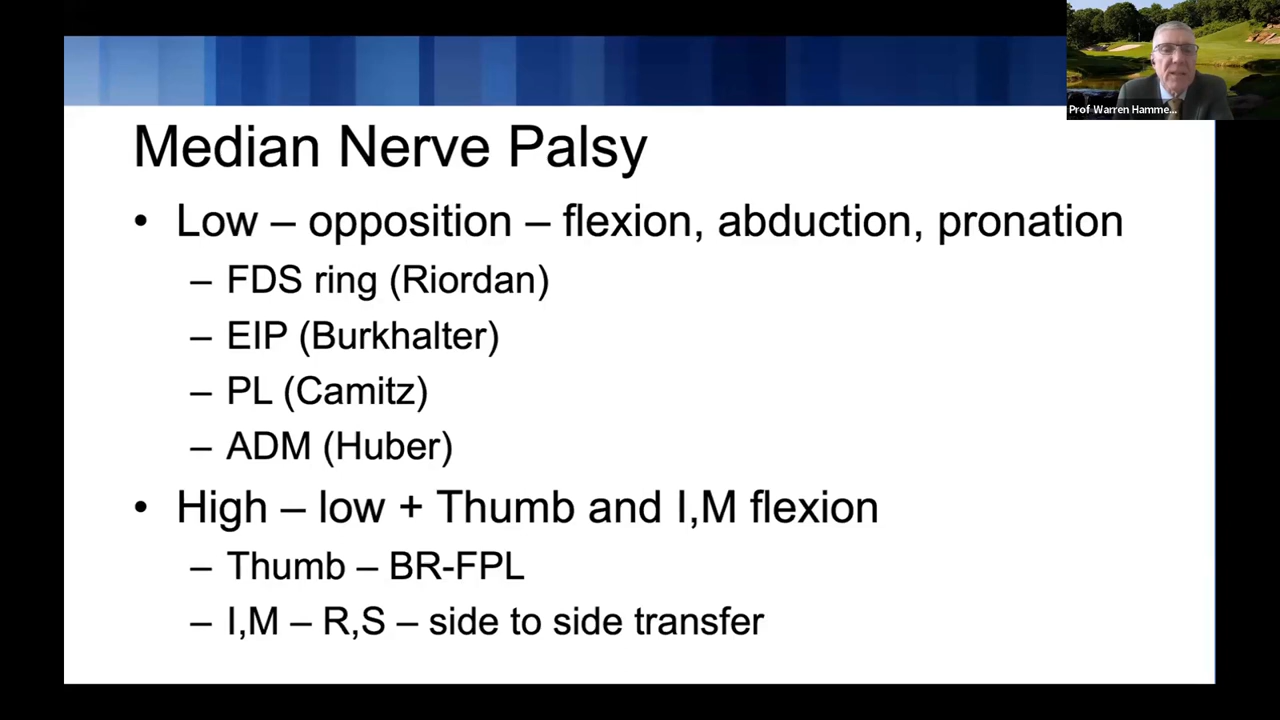 Prof Warren Hamme...
Median Nerve Palsy
• Low – opposition – flexion, abduction, pronation
– FDS ring (Riordan)
– EIP (Burkhalter)
– PL (Camitz)
– ADM (Huber)
• High – low + Thumb and I,M flexion
– Thumb – BR-FPL
– I,M – R,S – side to side transfer